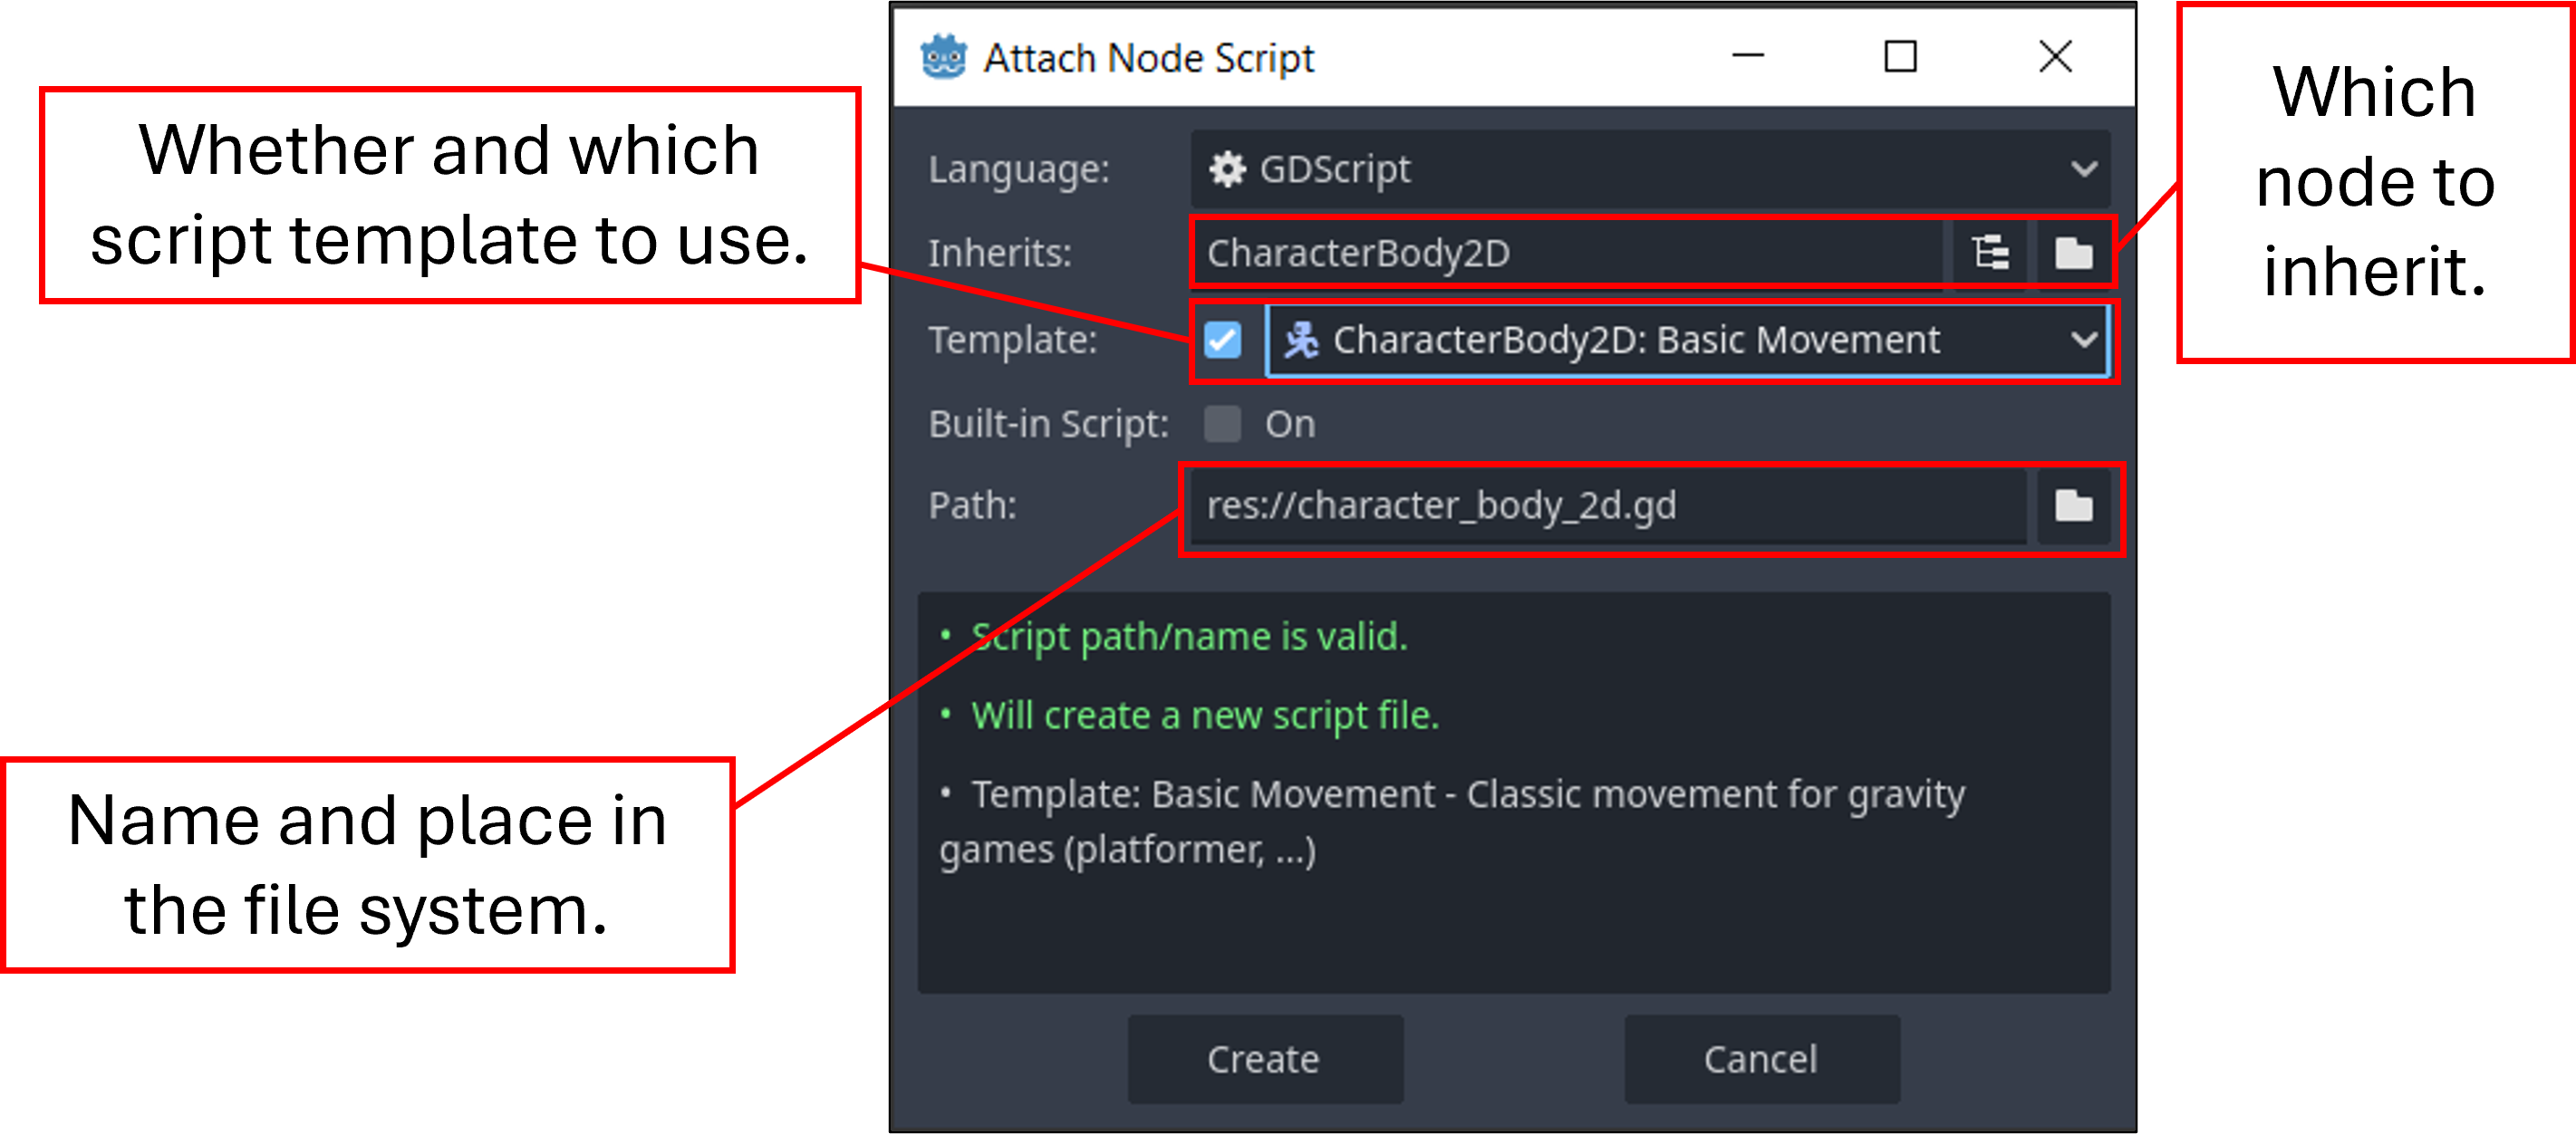 Attach Node Script
Whether and which
script template to use.
Which
node to
inherit.
Language:
GDScript
Inherits:
CharacterBody2D
Template:
CharacterBody2D: Basic Movement
Built-in Script:
On
Path:
res://character_body_2d.gd
Name and place in
the file system.
• Script path/name is valid.
• Will create a new script file.
• Template: Basic Movement - Classic movement for gravity
games (platformer, ...)
Create
Cancel